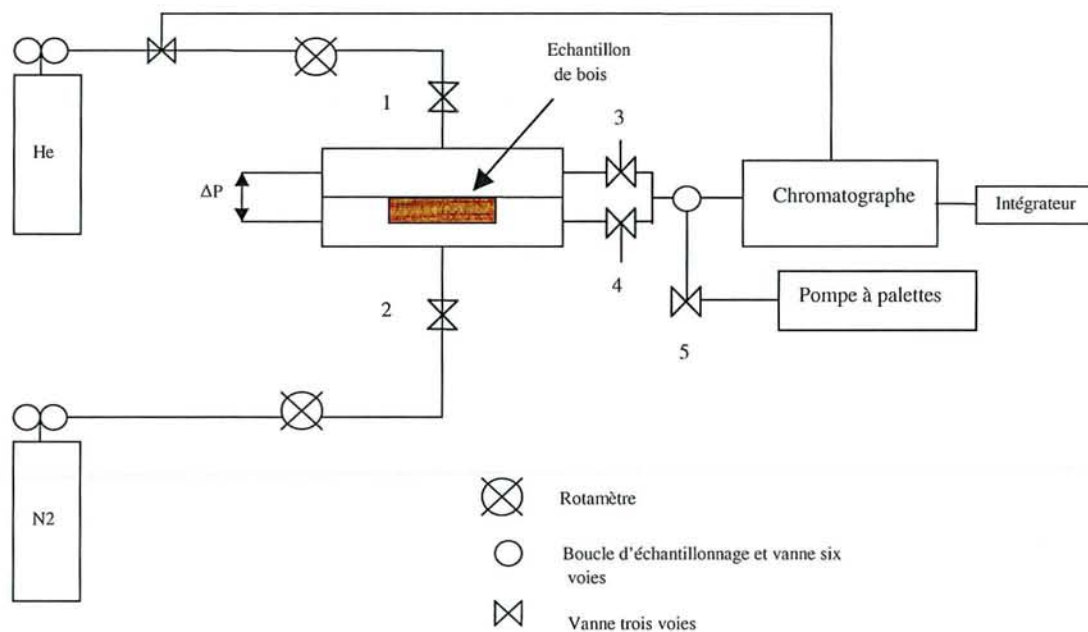 Echantillon
de bois
1
3
He
ΔP
Chromatographe
Intégrateur
4
2
Pompe à palettes
5
N2
Rotamètre
Boucle d'échantillonnage et vanne six
voies
Vanne trois voies